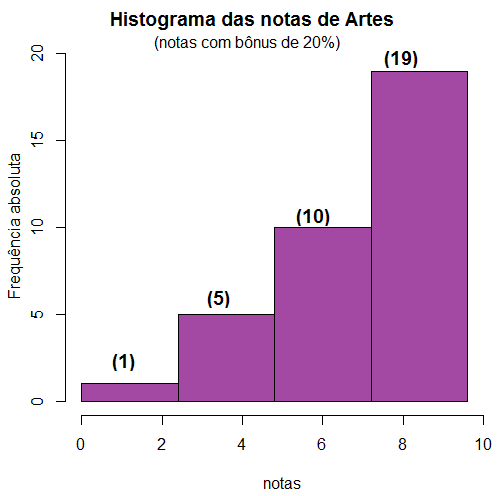 Histograma das notas de Artes
(notas com bônus de 20%)
Frequência absoluta
20
15
10
5
0
(1)
(5)
(10)
(19)
0 2 4 6 8 10
notas